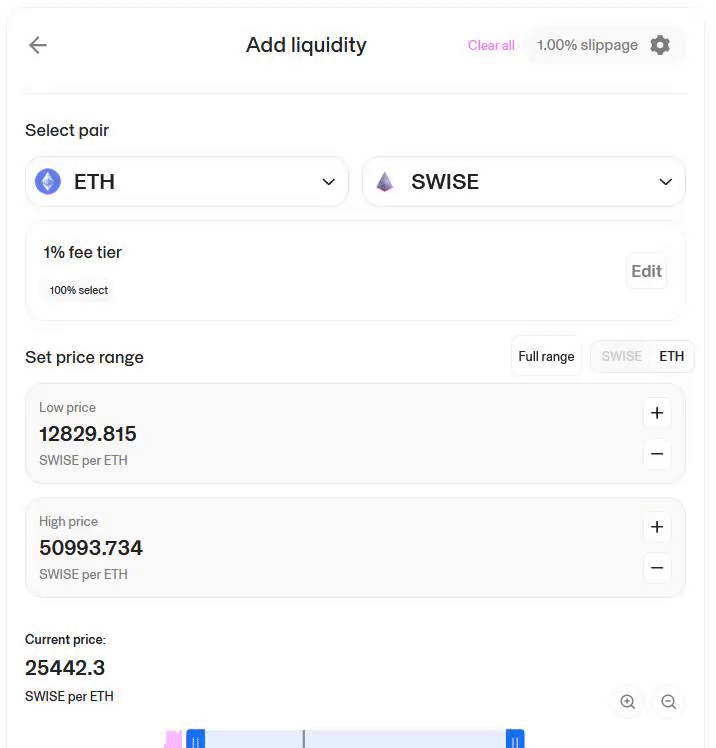 Add liquidity
Clear all
1.00% slippage
Select pair
ETH
SWISE
1% fee tier
100% select
Edit
Set price range
Full range
SWISE
ETH
Low price
12829.815
SWISE per ETH
High price
50993.734
SWISE per ETH
Current price:
25442.3
SWISE per ETH